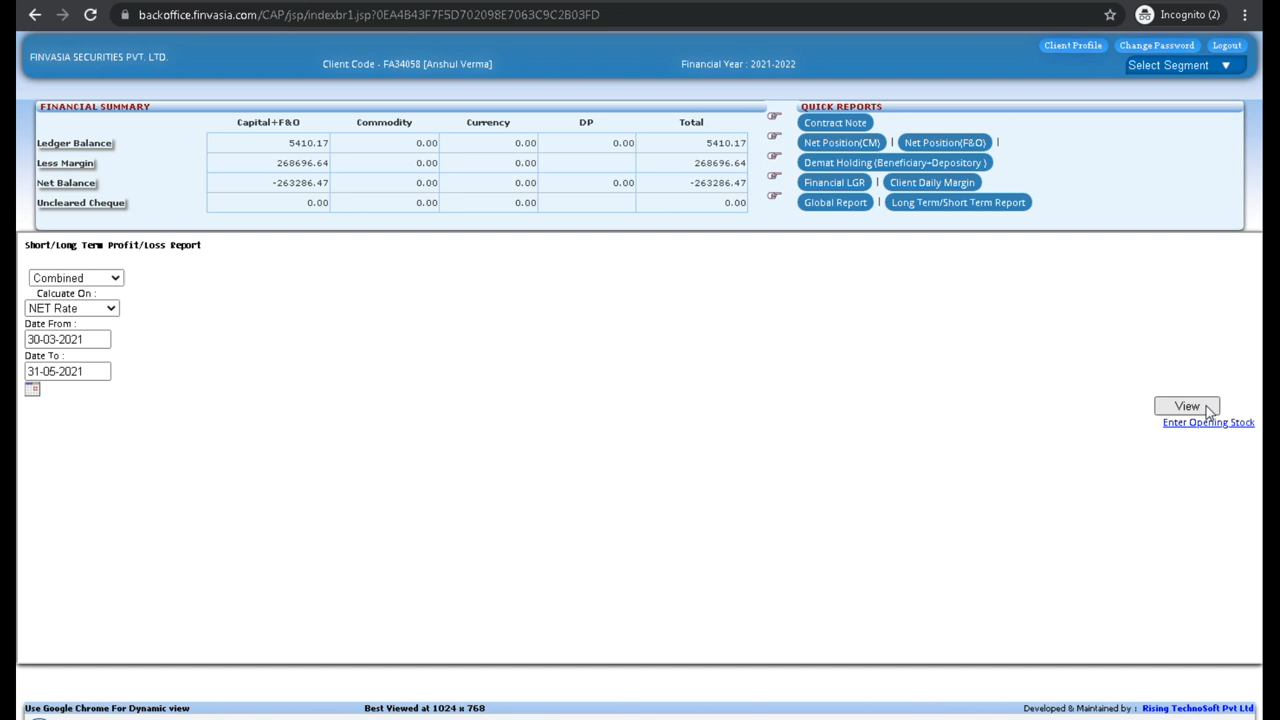 backoffice.finvasia.com/CAP/jsp/indexbr1.jsp?0EA4B43F7F5D702098E7063C9C2B03FD
Incognito (2)
Client Profile Change Password Logout
FINVASIA SECURITIES PVT. LTD.
Client Code - FA34058 [Anshul Verma]
Financial Year : 2021-2022
Select Segment ▼
FINANCIAL SUMMARY
Capital+F&O Commodity Currency DP Total
Ledger Balance 5410.17 0.00 0.00 0.00 5410.17
Less Margin 268696.64 0.00 0.00 268696.64
Net Balance -263286.47 0.00 0.00 0.00 -263286.47
Uncleared Cheque 0.00 0.00 0.00 0.00
QUICK REPORTS
Contract Note
Net Position(CM) | Net Position(F&O) |
Demat Holding (Beneficiary+Depository )
Financial LGR | Client Daily Margin
Global Report | Long Term/Short Term Report
Short/Long Term Profit/Loss Report
Combined
Calcuate On :
NET Rate
Date From :
30-03-2021
Date To :
31-05-2021
View
Enter Opening Stock
Use Google Chrome For Dynamic view
Best Viewed at 1024 x 768
Developed & Maintained by : Rising TechnoSoft Pvt Ltd